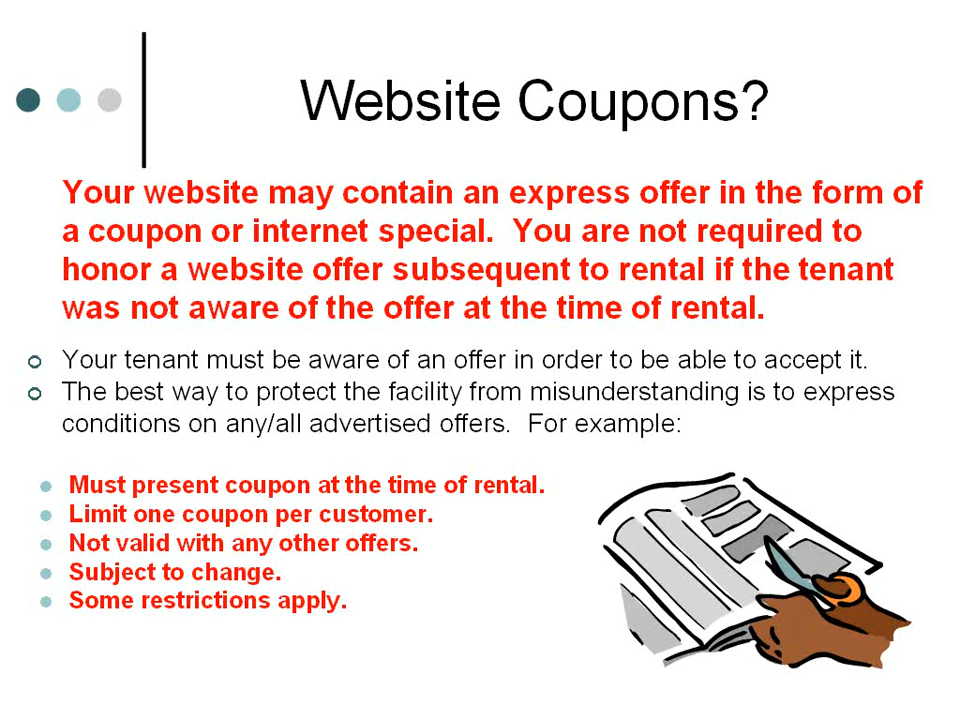 Website Coupons?
Your website may contain an express offer in the form of
a coupon or internet special.  You are not required to
honor a website offer subsequent to rental if the tenant
was not aware of the offer at the time of rental.
Your tenant must be aware of an offer in order to be able to accept it.
The best way to protect the facility from misunderstanding is to express
conditions on any/all advertised offers.  For example:
Must present coupon at the time of rental.
Limit one coupon per customer.
Not valid with any other offers.
Subject to change.
Some restrictions apply.